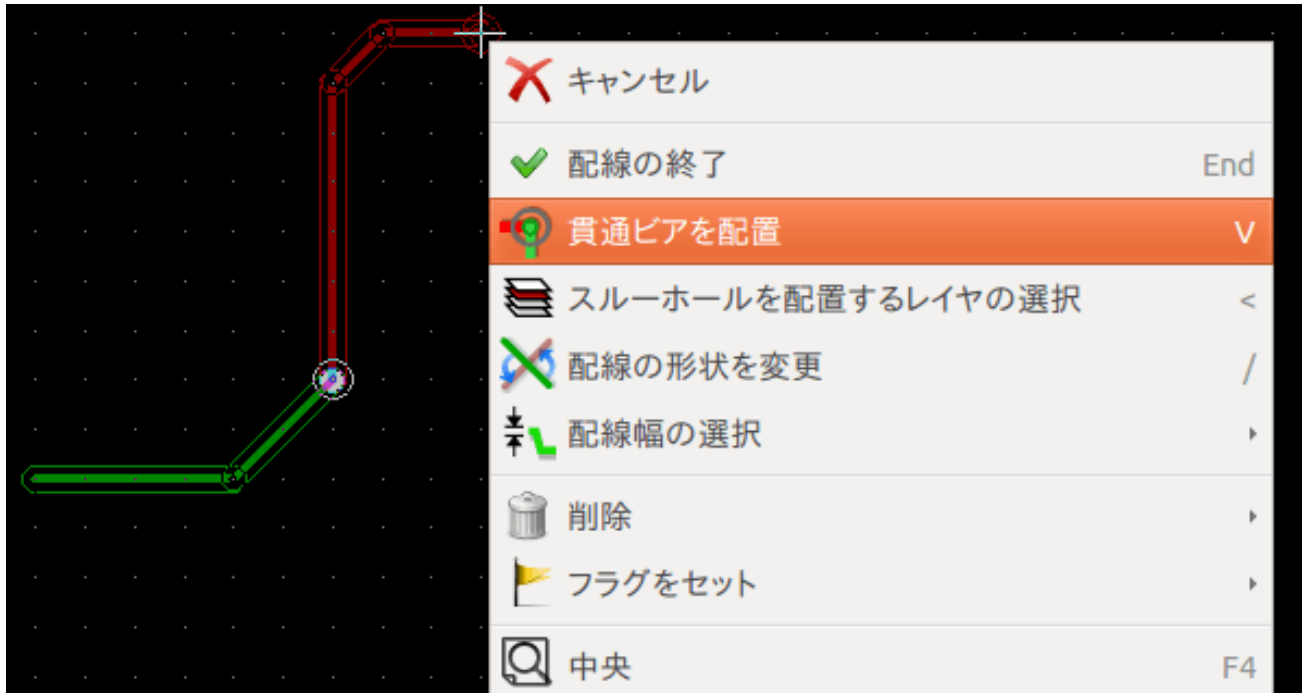 キャンセル
配線の終了 End
貫通ビアを配置 V
スルーホールを配置するレイヤの選択 <
配線の形状を変更 /
配線幅の選択
削除
フラグをセット
中央 F4